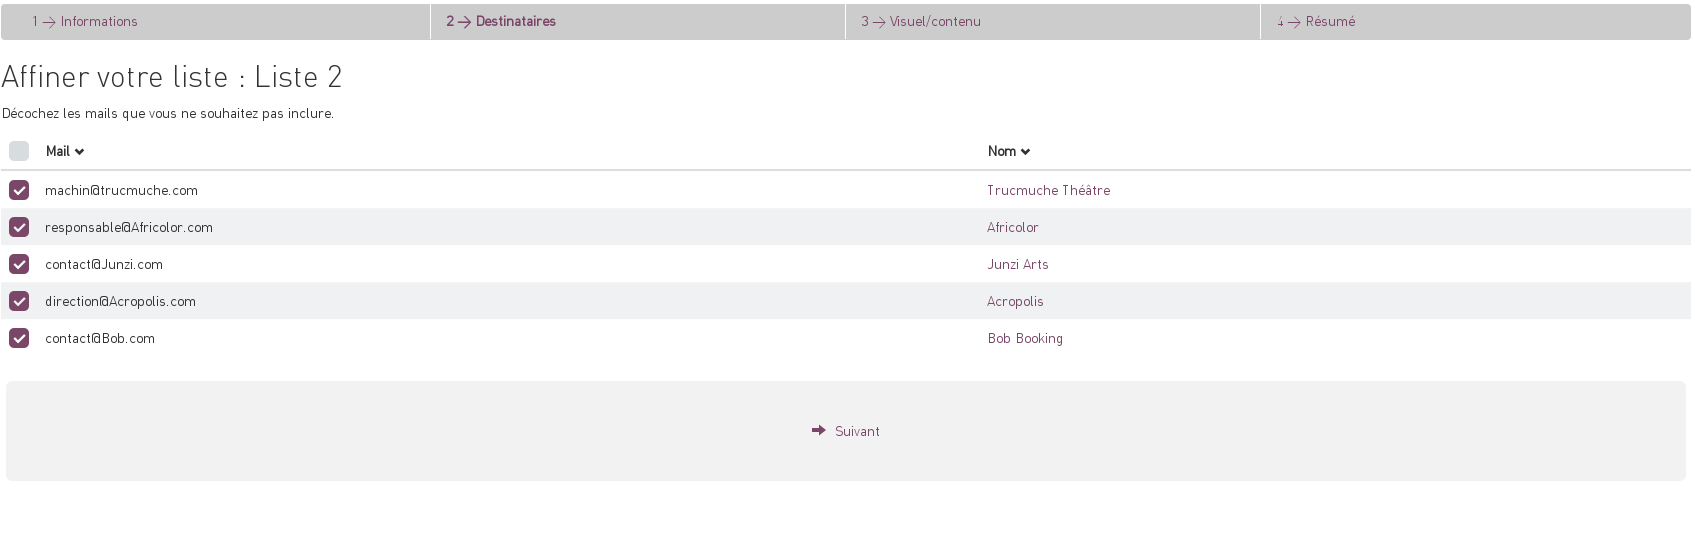 1 → Informations 2 → Destinataires 3 → Visuel/contenu 4 → Résumé
Affiner votre liste : Liste 2
Décochez les mails que vous ne souhaitez pas inclure.
Mail Nom
machin@trucmuche.com Trucmuche Théâtre
responsable@Africolor.com Africolor
contact@Junzi.com Junzi Arts
direction@Acropolis.com Acropolis
contact@Bob.com Bob Booking
Suivant